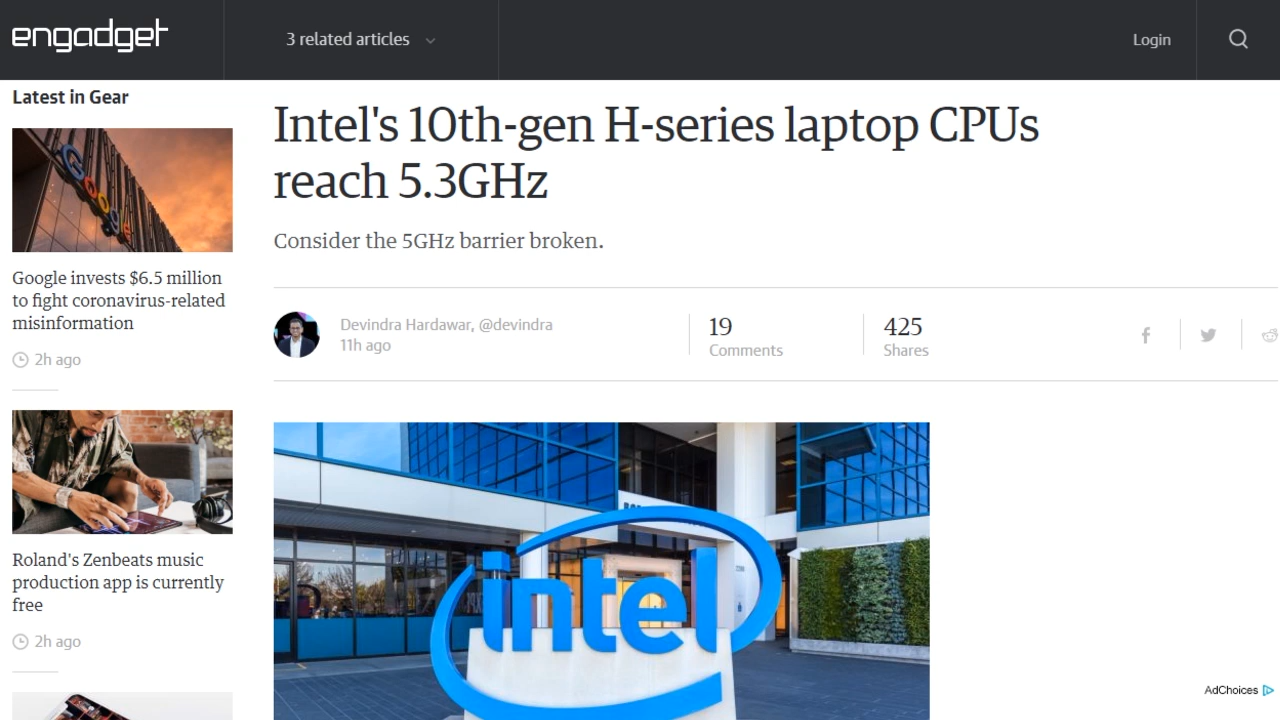 engadget
3 related articles
Login
Latest in Gear
Google invests $6.5 million
to fight coronavirus-related
misinformation
2h ago
Roland's Zenbeats music
production app is currently
free
2h ago
Intel's 10th-gen H-series laptop CPUs
reach 5.3GHz
Consider the 5GHz barrier broken.
Devindra Hardawar, @devindra
11h ago
19
Comments
425
Shares
intel
AdChoices